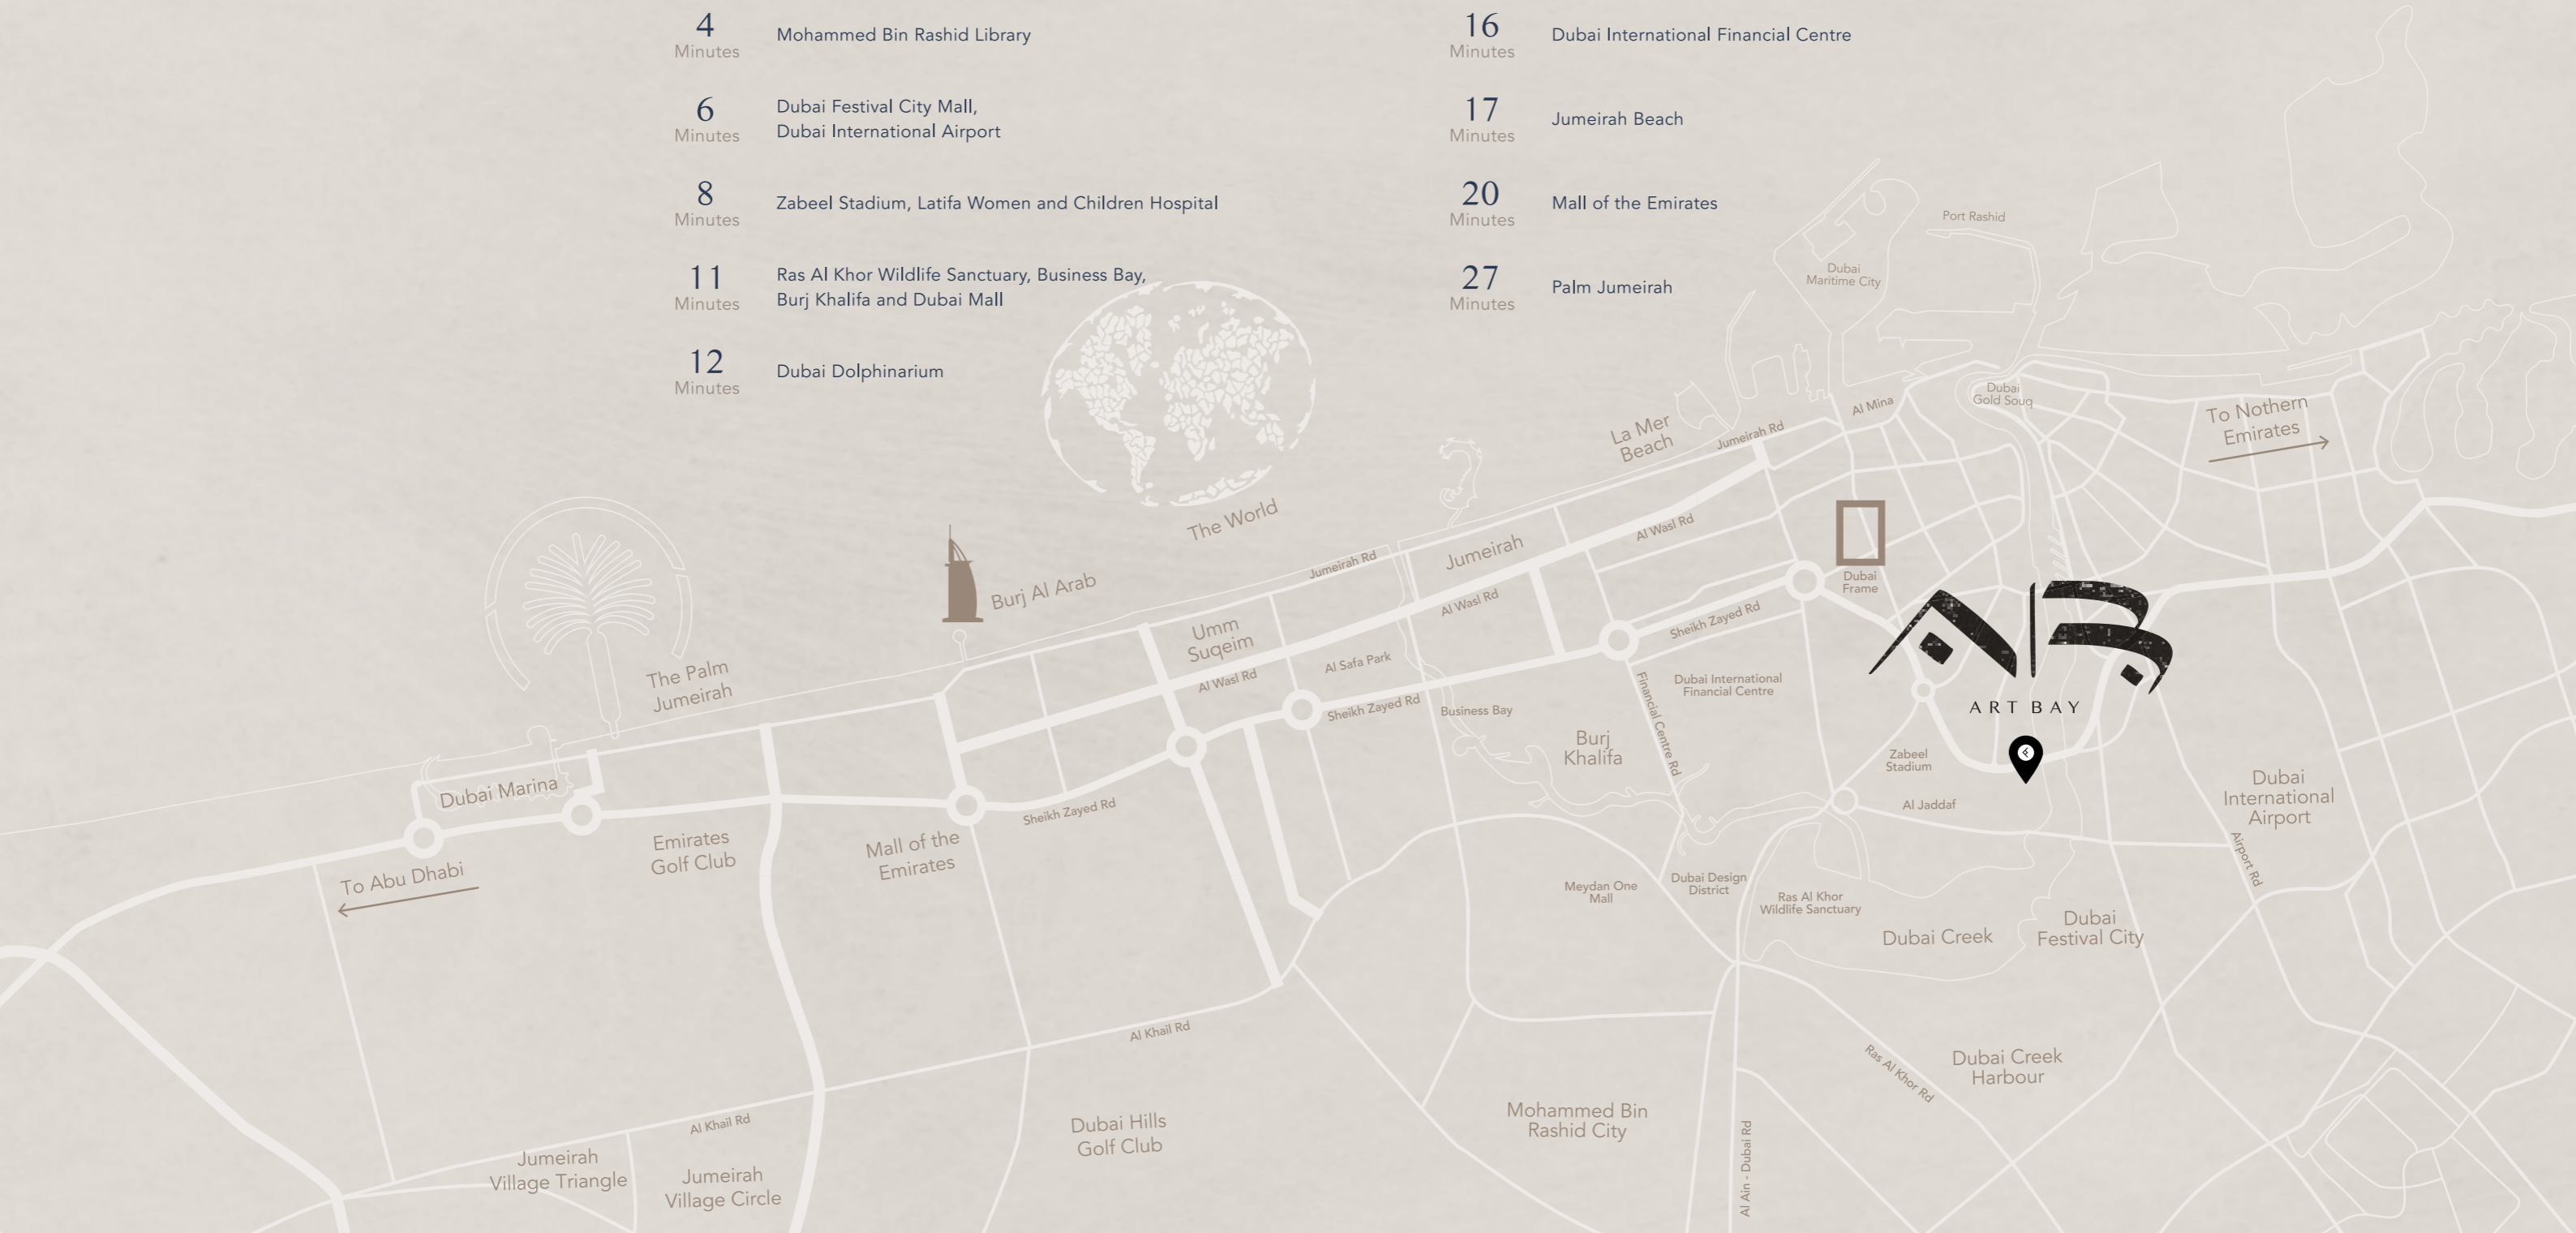 4
Minutes
Mohammed Bin Rashid Library
6
Minutes
Dubai Festival City Mall,
Dubai International Airport
8
Minutes
Zabeel Stadium, Latifa Women and Children Hospital
11
Minutes
Ras Al Khor Wildlife Sanctuary, Business Bay,
Burj Khalifa and Dubai Mall
12
Minutes
Dubai Dolphinarium
16
Minutes
Dubai International Financial Centre
17
Minutes
Jumeirah Beach
20
Minutes
Mall of the Emirates
27
Minutes
Palm Jumeirah
Port Rashid
Dubai
Maritime City
Dubai
Gold Souq
Al Mina
To Nothern
Emirates
La Mer
Beach
Jumeirah Rd
The World
Al Wasl Rd
Jumeirah
Jumeirah Rd
Dubai
Frame
Burj Al Arab
Al Wasl Rd
Sheikh Zayed Rd
Umm
Suqeim
Al Safa Park
Al Wasl Rd
The Palm
Jumeirah
Dubai International
Financial Centre
Sheikh Zayed Rd
Business Bay
Financial Centre Rd
AB
ART BAY
Burj
Khalifa
Zabeel
Stadium
Al Jaddaf
Dubai
International
Airport
Airport Rd
Dubai Marina
Sheikh Zayed Rd
Emirates
Golf Club
Mall of the
Emirates
To Abu Dhabi
Meydan One
Mall
Dubai Design
District
Ras Al Khor
Wildlife Sanctuary
Dubai Creek
Dubai
Festival City
Al Khail Rd
Ras Al Khor Rd
Dubai Creek
Harbour
Al Khail Rd
Dubai Hills
Golf Club
Mohammed Bin
Rashid City
Al Ain - Dubai Rd
Jumeirah
Village Triangle
Jumeirah
Village Circle